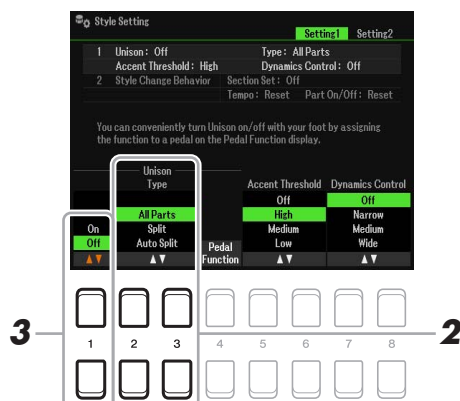 Style Setting
Setting1 Setting2
1 Unison: Off Type: All Parts
Accent Threshold: High Dynamics Control: Off
2 Style Change Behavior Section Set: Off
Tempo: Reset Part On/Off: Reset
You can conveniently turn Unison on/off with your foot by assigning
the function to a pedal on the Pedal Function display.
Unison
Type Accent Threshold Dynamics Control
Off Off
All Parts High Narrow
On Split Medium Medium
Off Auto Split Pedal Low Wide
Function
3 2
1 2 3 4 5 6 7 8